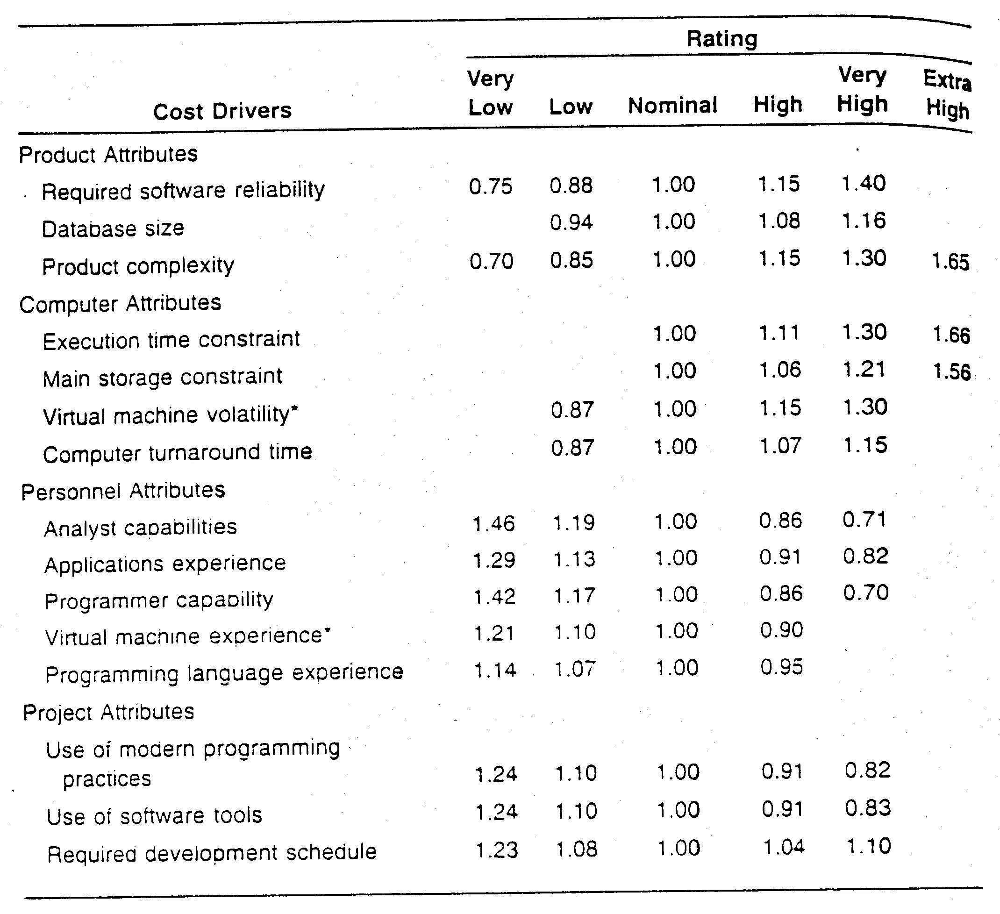 Rating
Cost Drivers Very Low Low Nominal High Very High Extra High
Product Attributes
Required software reliability 0.75 0.88 1.00 1.15 1.40
Database size 0.94 1.00 1.08 1.16
Product complexity 0.70 0.85 1.00 1.15 1.30 1.65
Computer Attributes
Execution time constraint 1.00 1.11 1.30 1.66
Main storage constraint 1.00 1.06 1.21 1.56
Virtual machine volatility* 0.87 1.00 1.15 1.30
Computer turnaround time 0.87 1.00 1.07 1.15
Personnel Attributes
Analyst capabilities 1.46 1.19 1.00 0.86 0.71
Applications experience 1.29 1.13 1.00 0.91 0.82
Programmer capability 1.42 1.17 1.00 0.86 0.70
Virtual machine experience* 1.21 1.10 1.00 0.90
Programming language experience 1.14 1.07 1.00 0.95
Project Attributes
Use of modern programming
practices 1.24 1.10 1.00 0.91 0.82
Use of software tools 1.24 1.10 1.00 0.91 0.83
Required development schedule 1.23 1.08 1.00 1.04 1.10